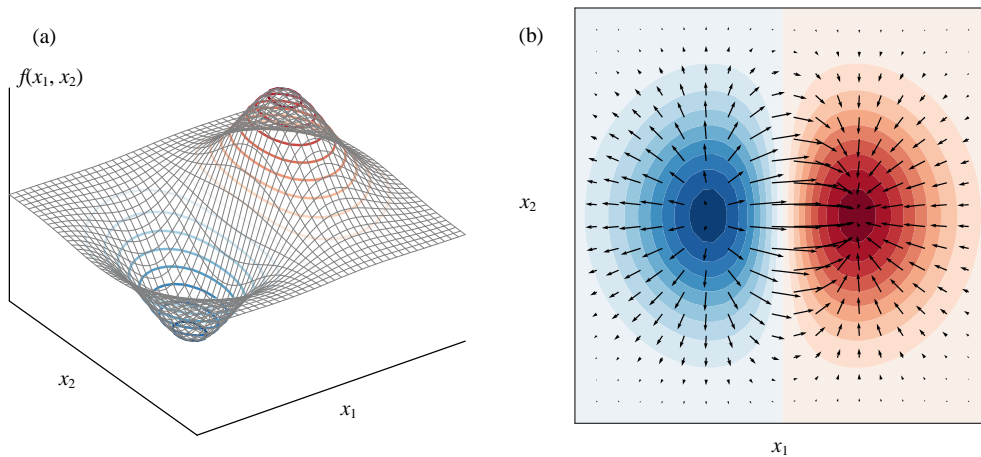 (a)
f(x₁, x₂)
x₂
x₁
(b)
x₂
x₁